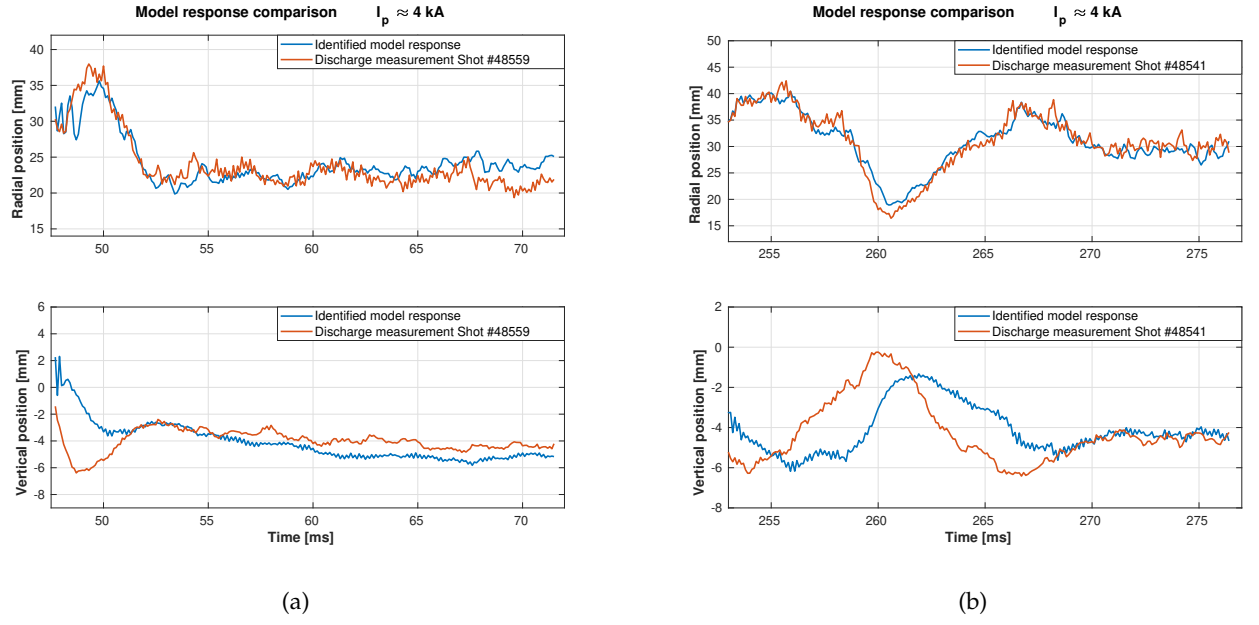 Model response comparison I_p ≈ 4 kA
Identified model response
Discharge measurement Shot #48559
Radial position [mm]
40
35
30
25
20
15
50 55 60 65 70
Identified model response
Discharge measurement Shot #48559
Vertical position [mm]
6
4
2
0
-2
-4
-6
-8
50 55 60 65 70
Time [ms]
(a)
Model response comparison I_p ≈ 4 kA
Identified model response
Discharge measurement Shot #48541
Radial position [mm]
50
45
40
35
30
25
20
15
255 260 265 270 275
Identified model response
Discharge measurement Shot #48541
Vertical position [mm]
2
0
-2
-4
-6
-8
255 260 265 270 275
Time [ms]
(b)